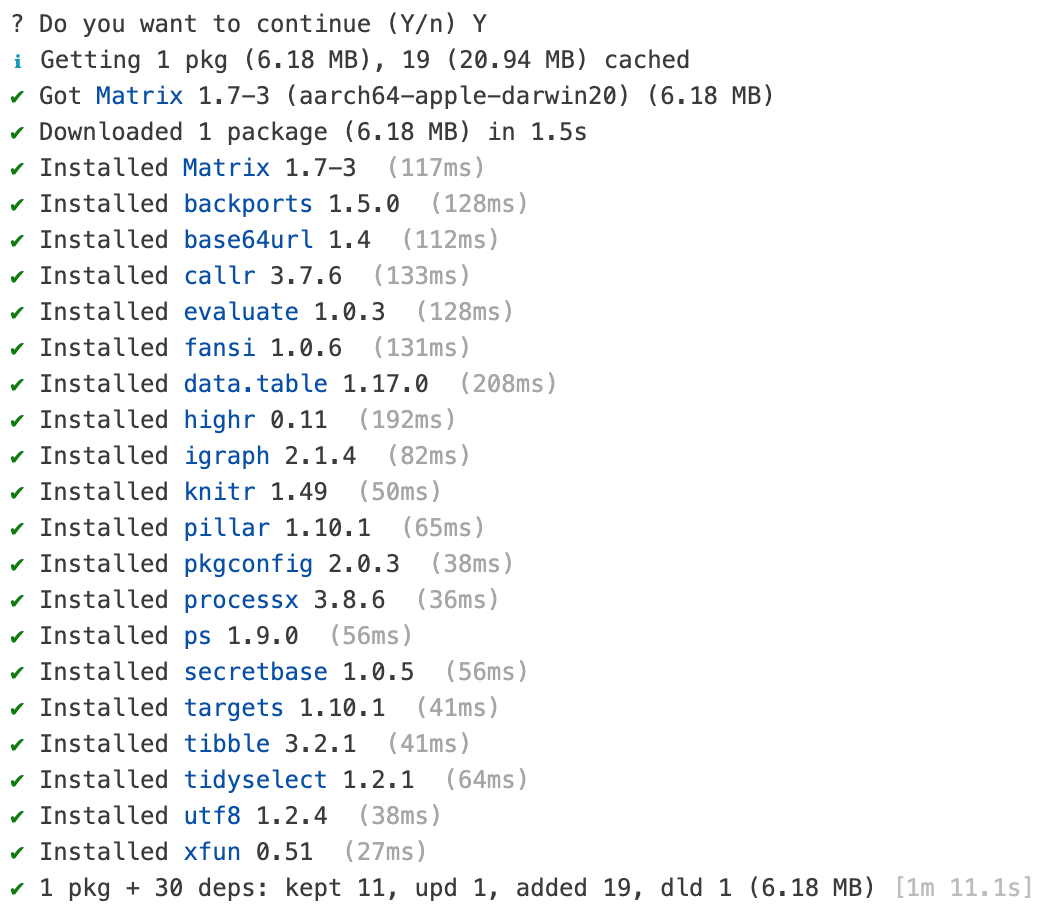 ? Do you want to continue (Y/n) Y
ℹ Getting 1 pkg (6.18 MB), 19 (20.94 MB) cached
✔ Got Matrix 1.7-3 (aarch64-apple-darwin20) (6.18 MB)
✔ Downloaded 1 package (6.18 MB) in 1.5s
✔ Installed Matrix 1.7-3  (117ms)
✔ Installed backports 1.5.0  (128ms)
✔ Installed base64url 1.4  (112ms)
✔ Installed callr 3.7.6  (133ms)
✔ Installed evaluate 1.0.3  (128ms)
✔ Installed fansi 1.0.6  (131ms)
✔ Installed data.table 1.17.0  (208ms)
✔ Installed highr 0.11  (192ms)
✔ Installed igraph 2.1.4  (82ms)
✔ Installed knitr 1.49  (50ms)
✔ Installed pillar 1.10.1  (65ms)
✔ Installed pkgconfig 2.0.3  (38ms)
✔ Installed processx 3.8.6  (36ms)
✔ Installed ps 1.9.0  (56ms)
✔ Installed secretbase 1.0.5  (56ms)
✔ Installed targets 1.10.1  (41ms)
✔ Installed tibble 3.2.1  (41ms)
✔ Installed tidyselect 1.2.1  (64ms)
✔ Installed utf8 1.2.4  (38ms)
✔ Installed xfun 0.51  (27ms)
✔ 1 pkg + 30 deps: kept 11, upd 1, added 19, dld 1 (6.18 MB) [1m 11.1s]